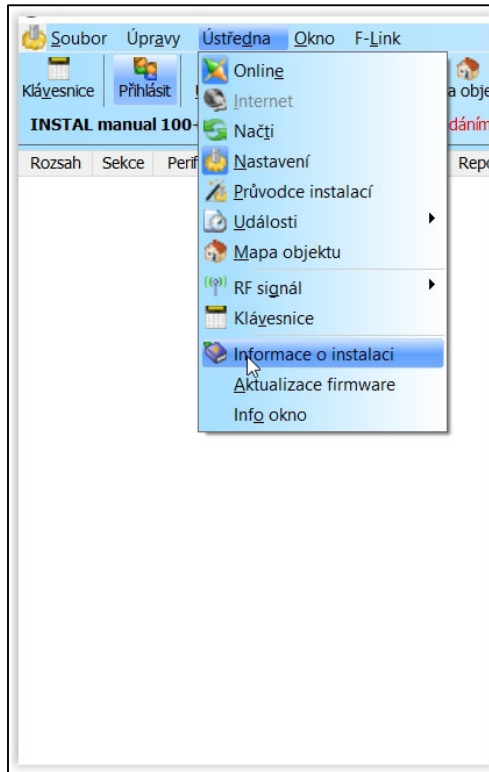 Soubor Úpravy Ústředna Okno F-Link
Klávesnice Přihlásit
INSTAL manual 100-
Rozsah Sekce Perif
Online
Internet
Načti
Nastavení
Průvodce instalací
Události
Mapa objektu
RF signál
Klávesnice
Informace o instalaci
Aktualizace firmware
Info okno
a obje
dáním
Repo